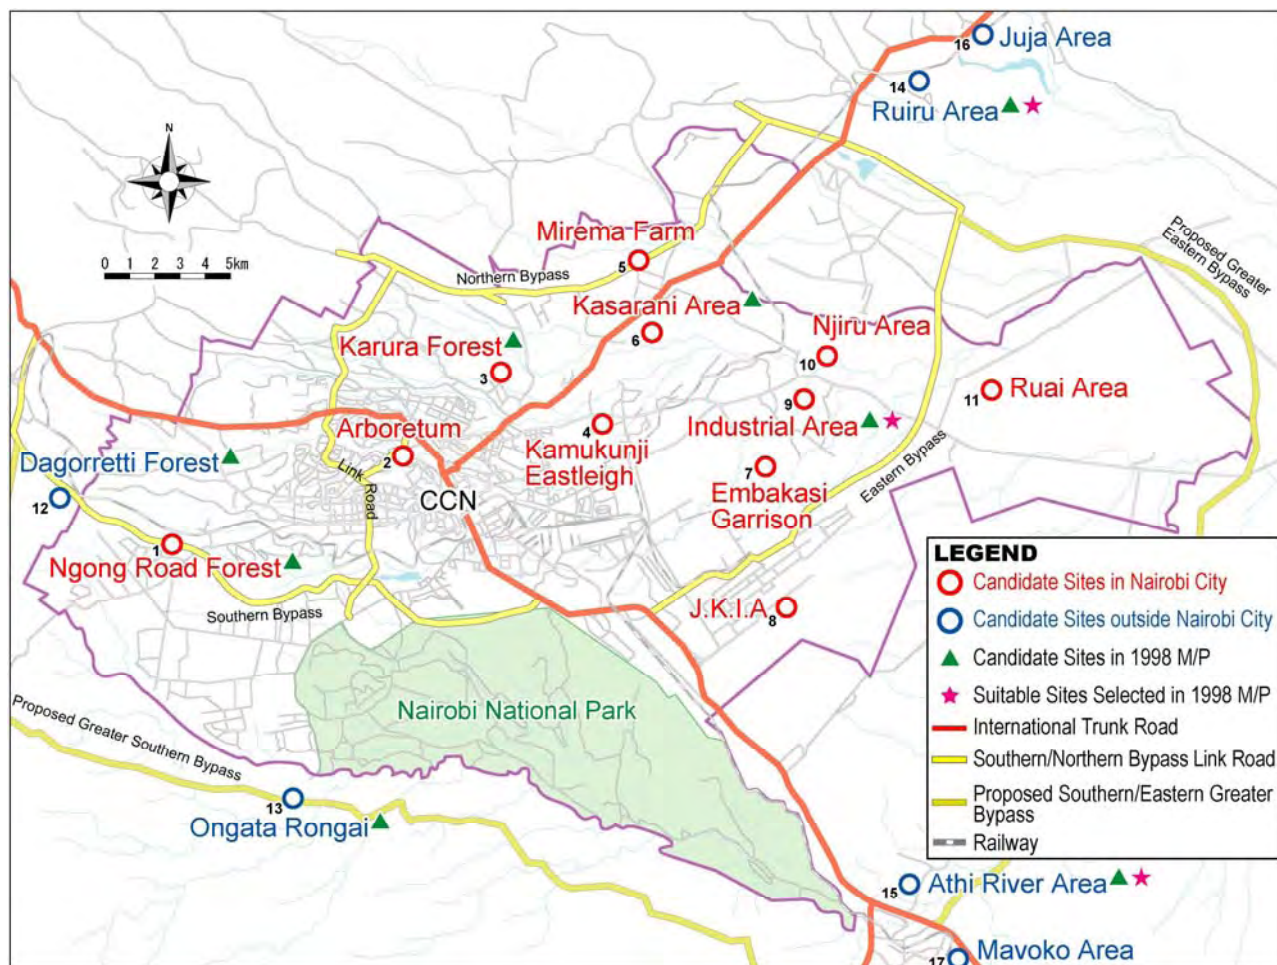 16 Juja Area
14
Ruiru Area
N
0 1 2 3 4 5km
Mirema Farm
5
Northern Bypass
Proposed Greater
Eastern Bypass
Kasarani Area
6
Njiru Area
10
Karura Forest
3
Ruai Area
11
9
Industrial Area
Arboretum
2
4
Kamukunji
Eastleigh
Dagorretti Forest
12
Link Road
CCN
7
Embakasi
Garrison
Eastern Bypass
1
Ngong Road Forest
Southern Bypass
J.K.I.A
8
LEGEND
Candidate Sites in Nairobi City
Candidate Sites outside Nairobi City
Candidate Sites in 1998 M/P
Suitable Sites Selected in 1998 M/P
International Trunk Road
Southern/Northern Bypass Link Road
Proposed Southern/Eastern Greater
Bypass
Railway
Nairobi National Park
Proposed Greater Southern Bypass
13
Ongata Rongai
15 Athi River Area
17 Mavoko Area